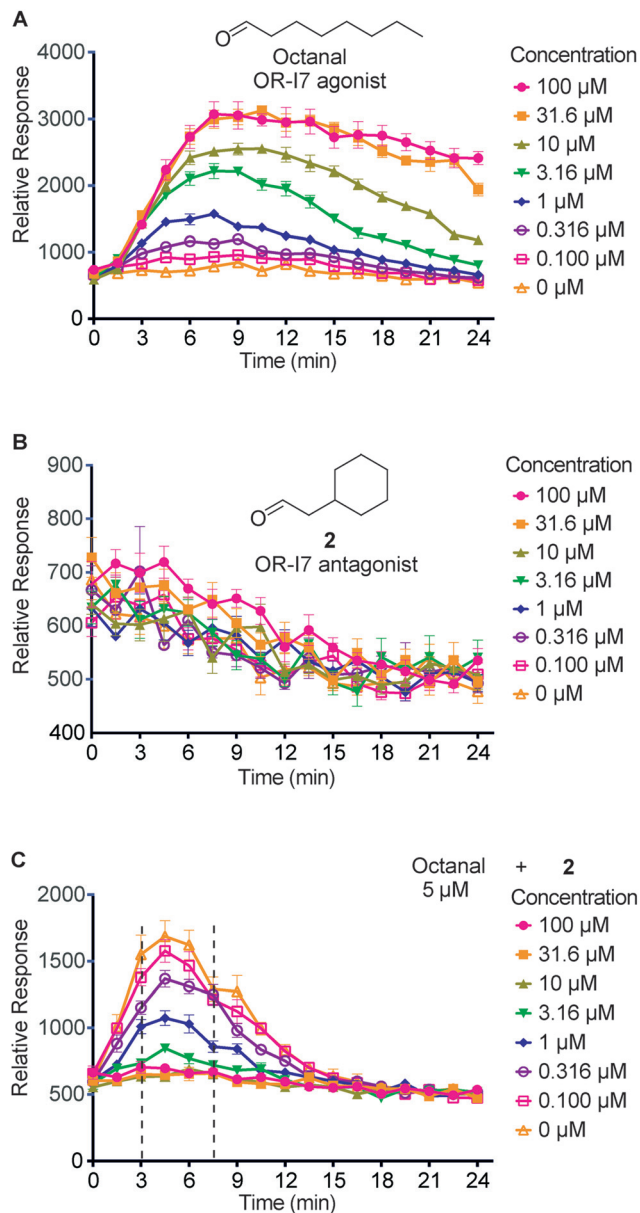 A
O
Octanal
OR-I7 agonist
Relative Response
4000
3000
2000
1000
0
0 3 6 9 12 15 18 21 24
Time (min)
Concentration
100 µM
31.6 µM
10 µM
3.16 µM
1 µM
0.316 µM
0.100 µM
0 µM
B
O
2
OR-I7 antagonist
Relative Response
900
800
700
600
500
400
0 3 6 9 12 15 18 21 24
Time (min)
Concentration
100 µM
31.6 µM
10 µM
3.16 µM
1 µM
0.316 µM
0.100 µM
0 µM
C
Octanal + 2
5 µM
Relative Response
2000
1500
1000
500
0
0 3 6 9 12 15 18 21 24
Time (min)
Concentration
100 µM
31.6 µM
10 µM
3.16 µM
1 µM
0.316 µM
0.100 µM
0 µM